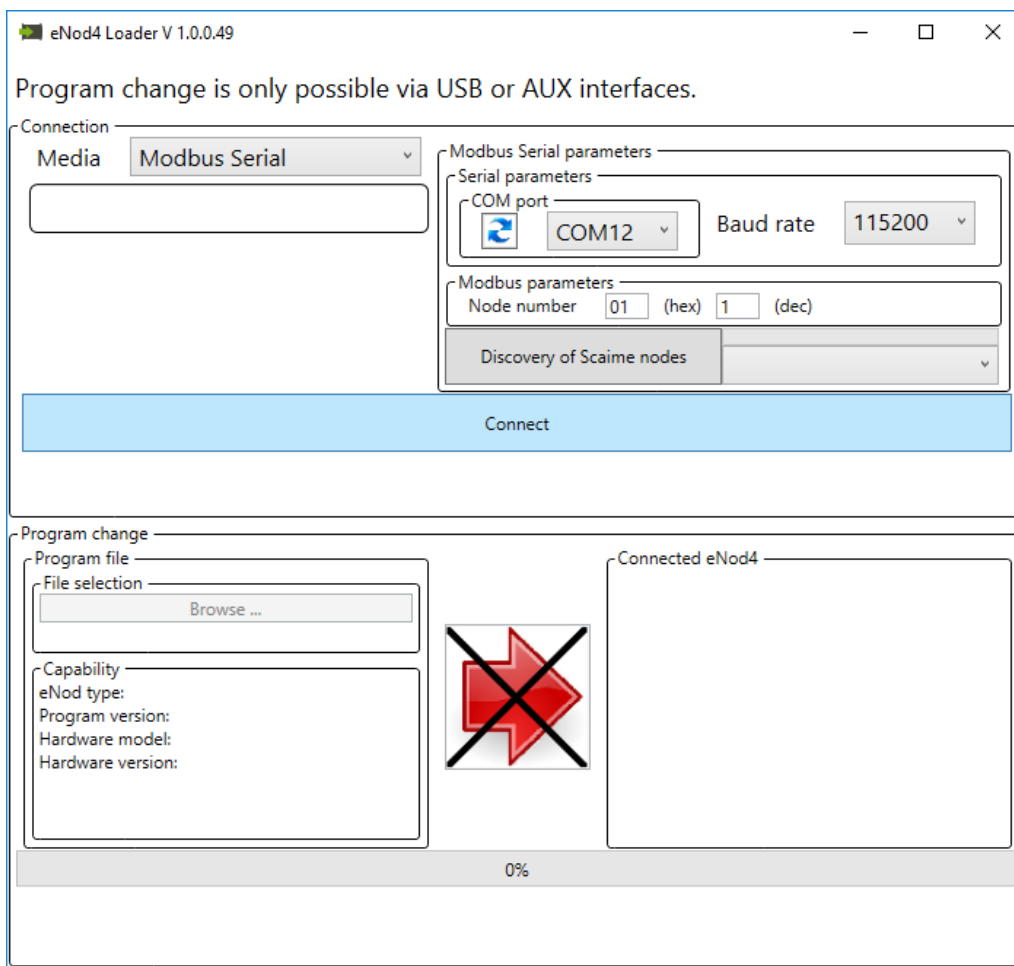 eNod4 Loader V 1.0.0.49
Program change is only possible via USB or AUX interfaces.
Connection
Media Modbus Serial
Modbus Serial parameters
Serial parameters
COM port
COM12
Baud rate 115200
Modbus parameters
Node number 01 (hex) 1 (dec)
Discovery of Scaime nodes
Connect
Program change
Program file
File selection
Browse ...
Capability
eNod type:
Program version:
Hardware model:
Hardware version:
Connected eNod4
0%